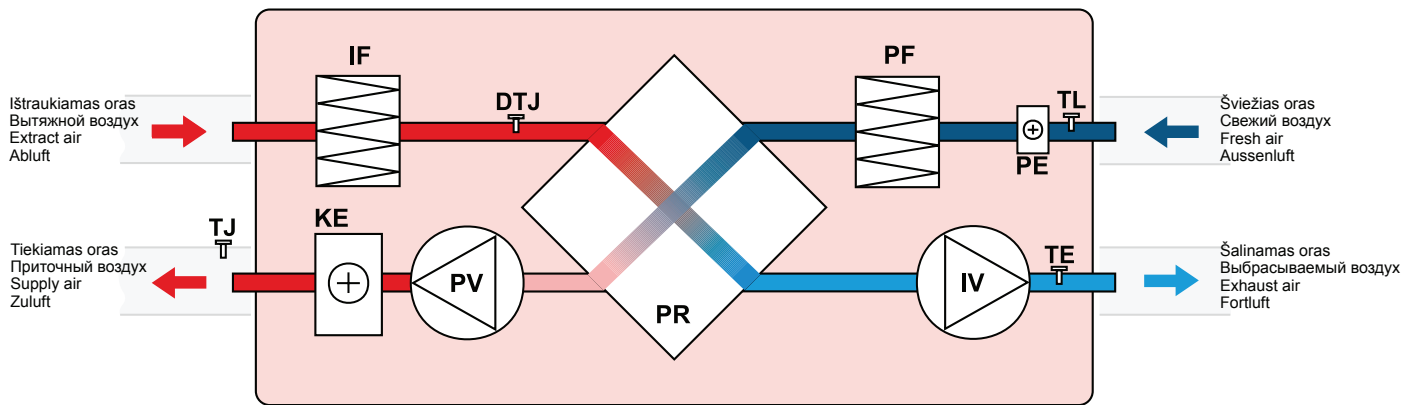 IF
PF
DTJ
TL
Ištraukiamas oras
Вытяжной воздух
Extract air
Abluft
Šviežias oras
Свежий воздух
Fresh air
Aussenluft
PE
TJ
KE
TE
Tiekiamas oras
Приточный воздух
Supply air
Zuluft
PV
PR
IV
Šalinamas oras
Выбрасываемый воздух
Exhaust air
Fortluft